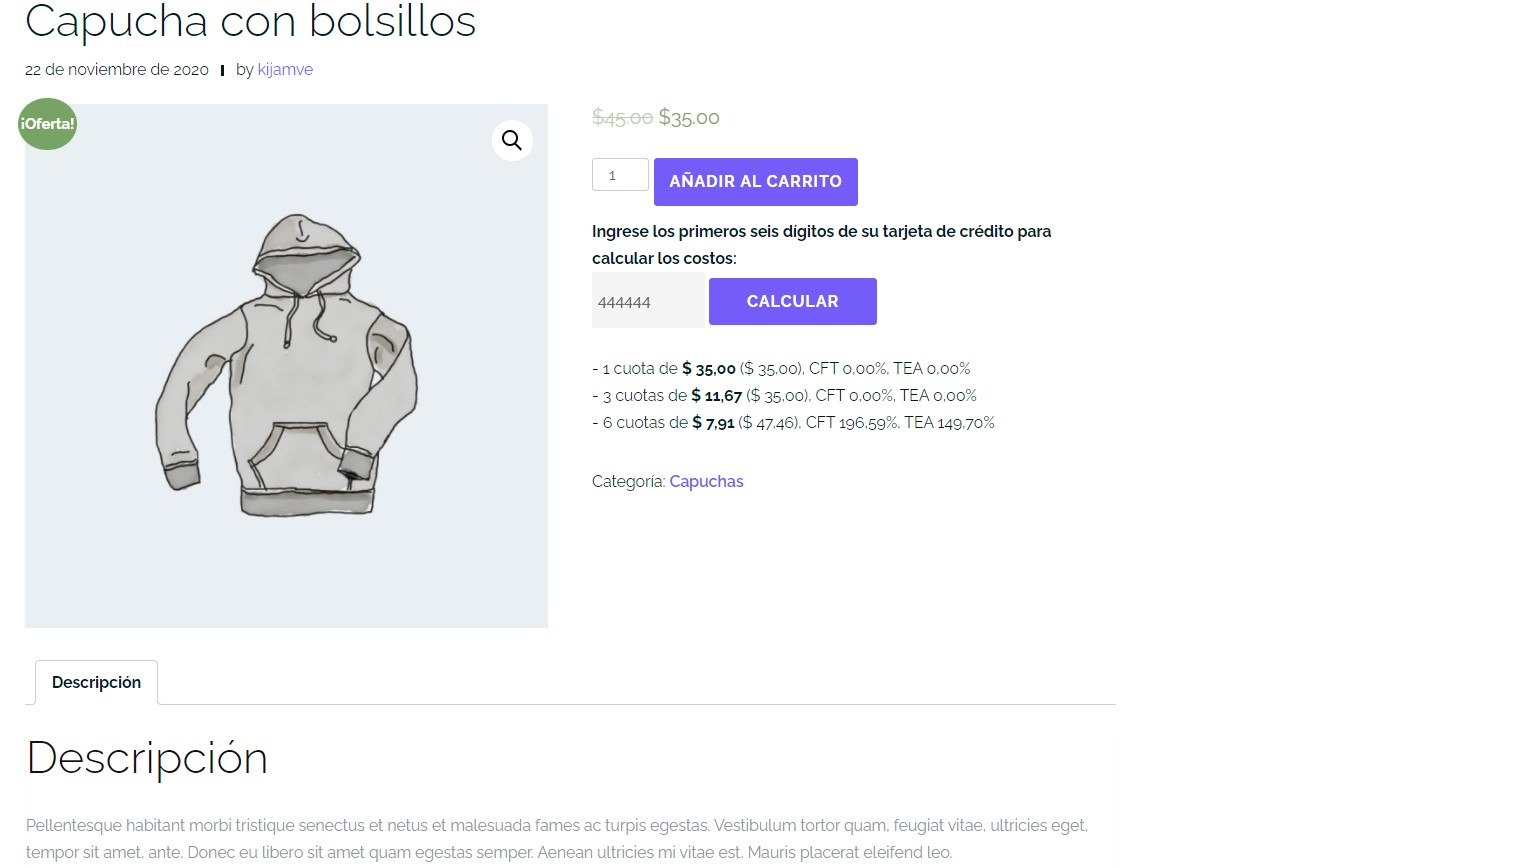 Capucha con bolsillos
22 de noviembre de 2020 by kijamve
¡Oferta!
$45.00 $35.00
1 AÑADIR AL CARRITO
Ingrese los primeros seis dígitos de su tarjeta de crédito para
calcular los costos:
444444 CALCULAR
- 1 cuota de $ 35,00 ($ 35,00), CFT 0,00%, TEA 0,00%
- 3 cuotas de $ 11,67 ($ 35,00), CFT 0,00%, TEA 0,00%
- 6 cuotas de $ 7,91 ($ 47,46), CFT 196,59%, TEA 149,70%
Categoría: Capuchas
Descripción
Descripción
Pellentesque habitant morbi tristique senectus et netus et malesuada fames ac turpis egestas. Vestibulum tortor quam, feugiat vitae, ultricies eget,
tempor sit amet, ante. Donec eu libero sit amet quam egestas semper. Aenean ultricies mi vitae est. Mauris placerat eleifend leo.